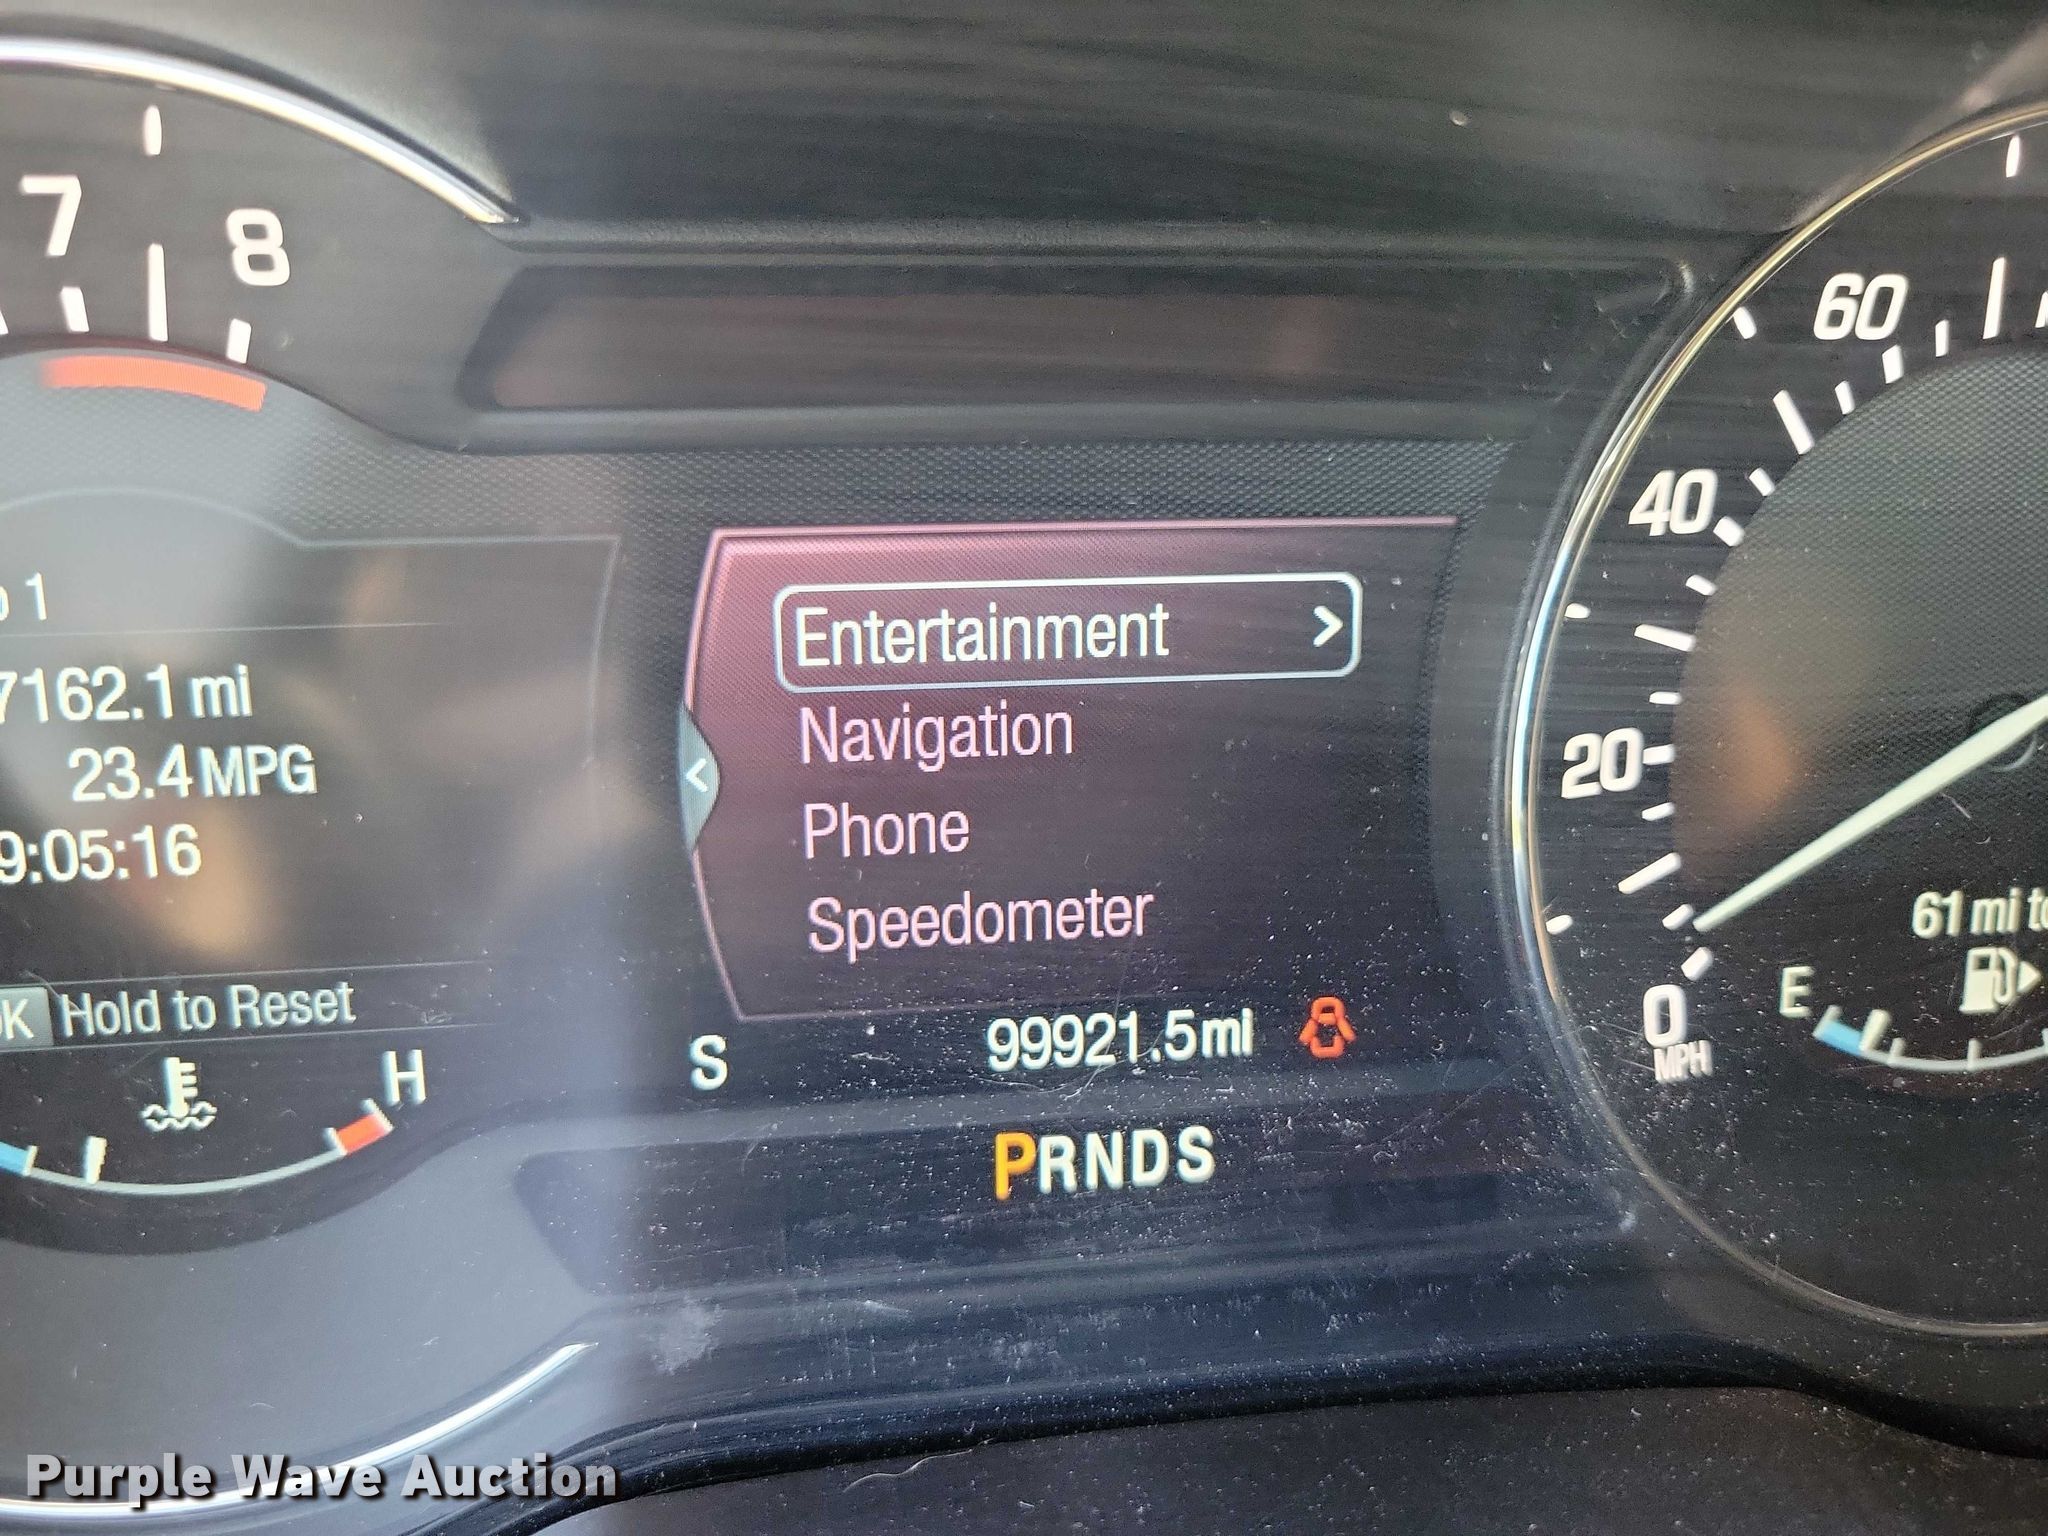 7
8
60
40
20
0
MPH
1
7162.1 mi
23.4 MPG
9:05:16
OK Hold to Reset
H
Entertainment >
<
Navigation
Phone
Speedometer
S 99921.5 mi
PRNDS
61 mi to
E
Purple Wave Auction